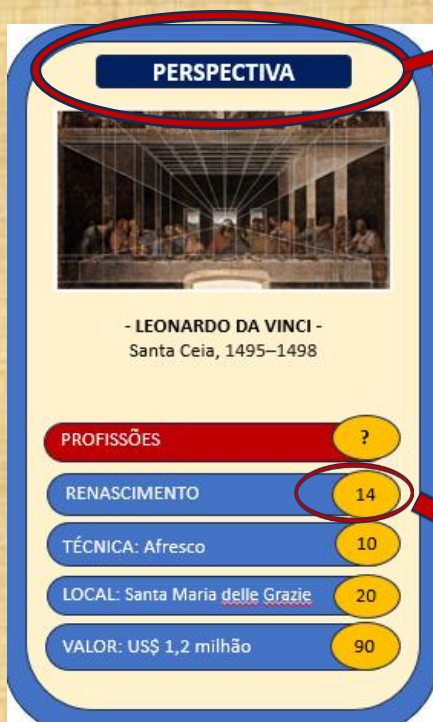 PERSPECTIVA
- LEONARDO DA VINCI -
Santa Ceia, 1495–1498
PROFISSÕES ?
RENASCIMENTO 14
TÉCNICA: Afresco 10
LOCAL: Santa Maria delle Grazie 20
VALOR: US$ 1,2 milhão 90